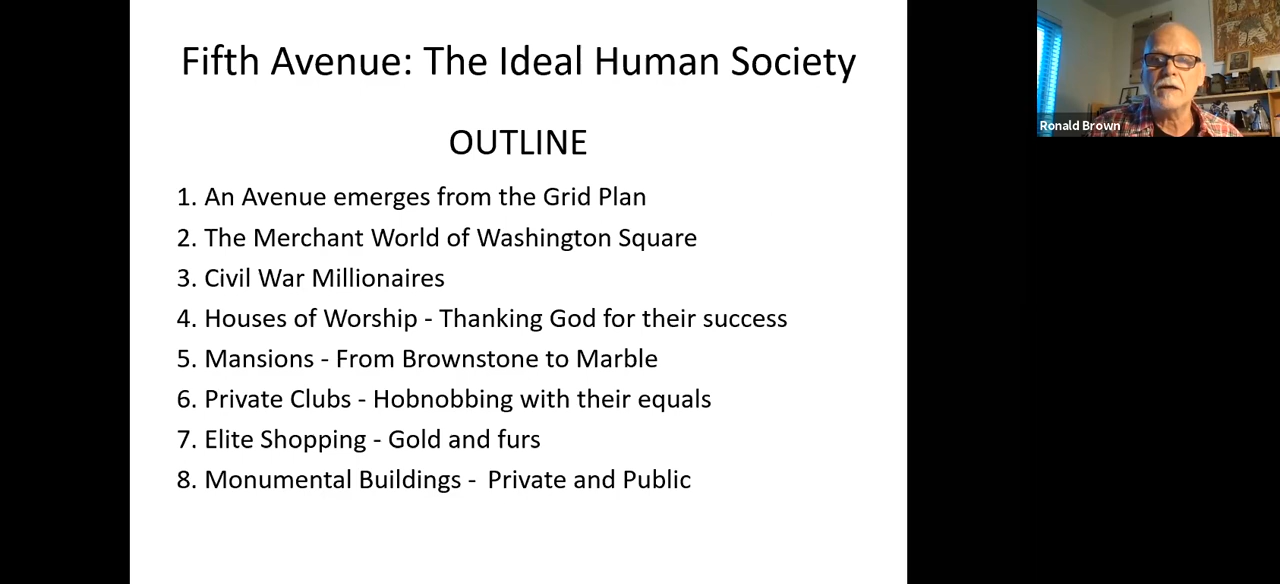 Fifth Avenue: The Ideal Human Society
OUTLINE
1. An Avenue emerges from the Grid Plan
2. The Merchant World of Washington Square
3. Civil War Millionaires
4. Houses of Worship - Thanking God for their success
5. Mansions - From Brownstone to Marble
6. Private Clubs - Hobnobbing with their equals
7. Elite Shopping - Gold and furs
8. Monumental Buildings - Private and Public
Ronald Brown